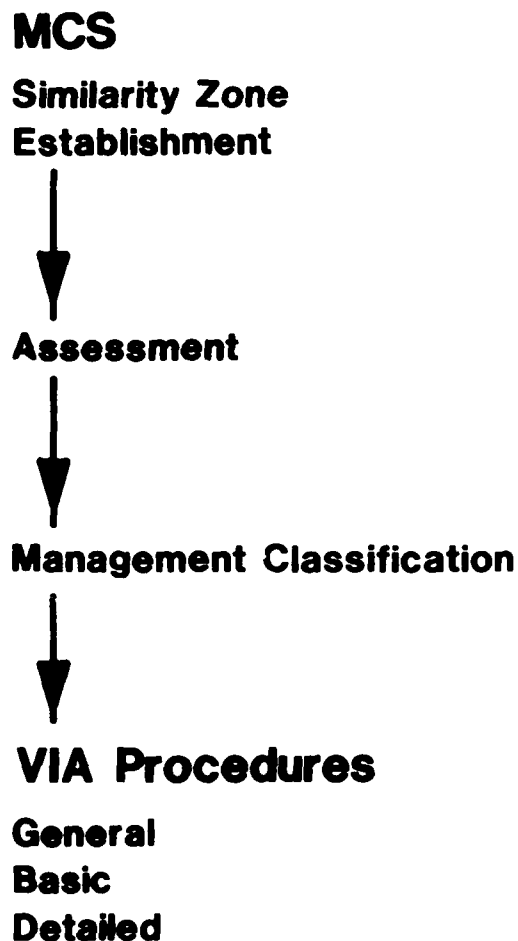 MCS
Similarity Zone
Establishment
Assessment
Management Classification
VIA Procedures
General
Basic
Detailed